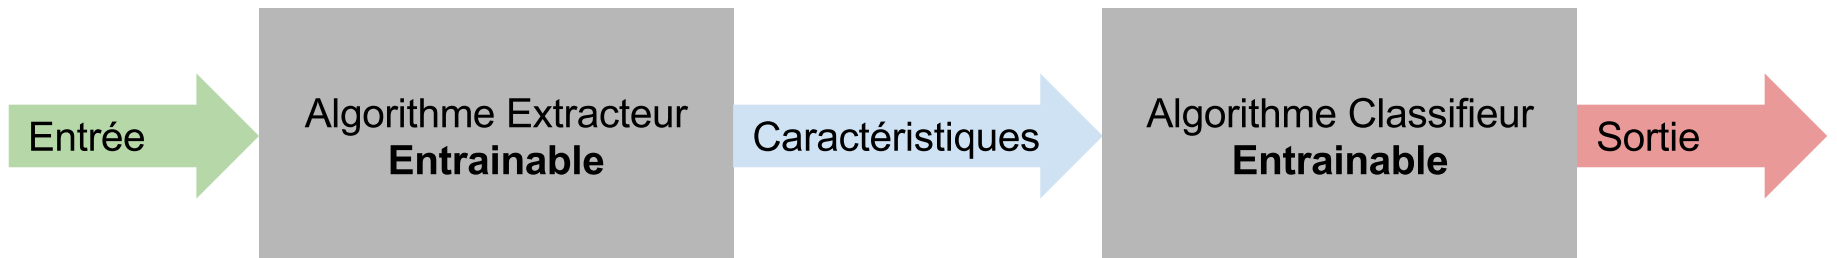 Entrée
Algorithme Extracteur
Entrainable
Caractéristiques
Algorithme Classifieur
Entrainable
Sortie